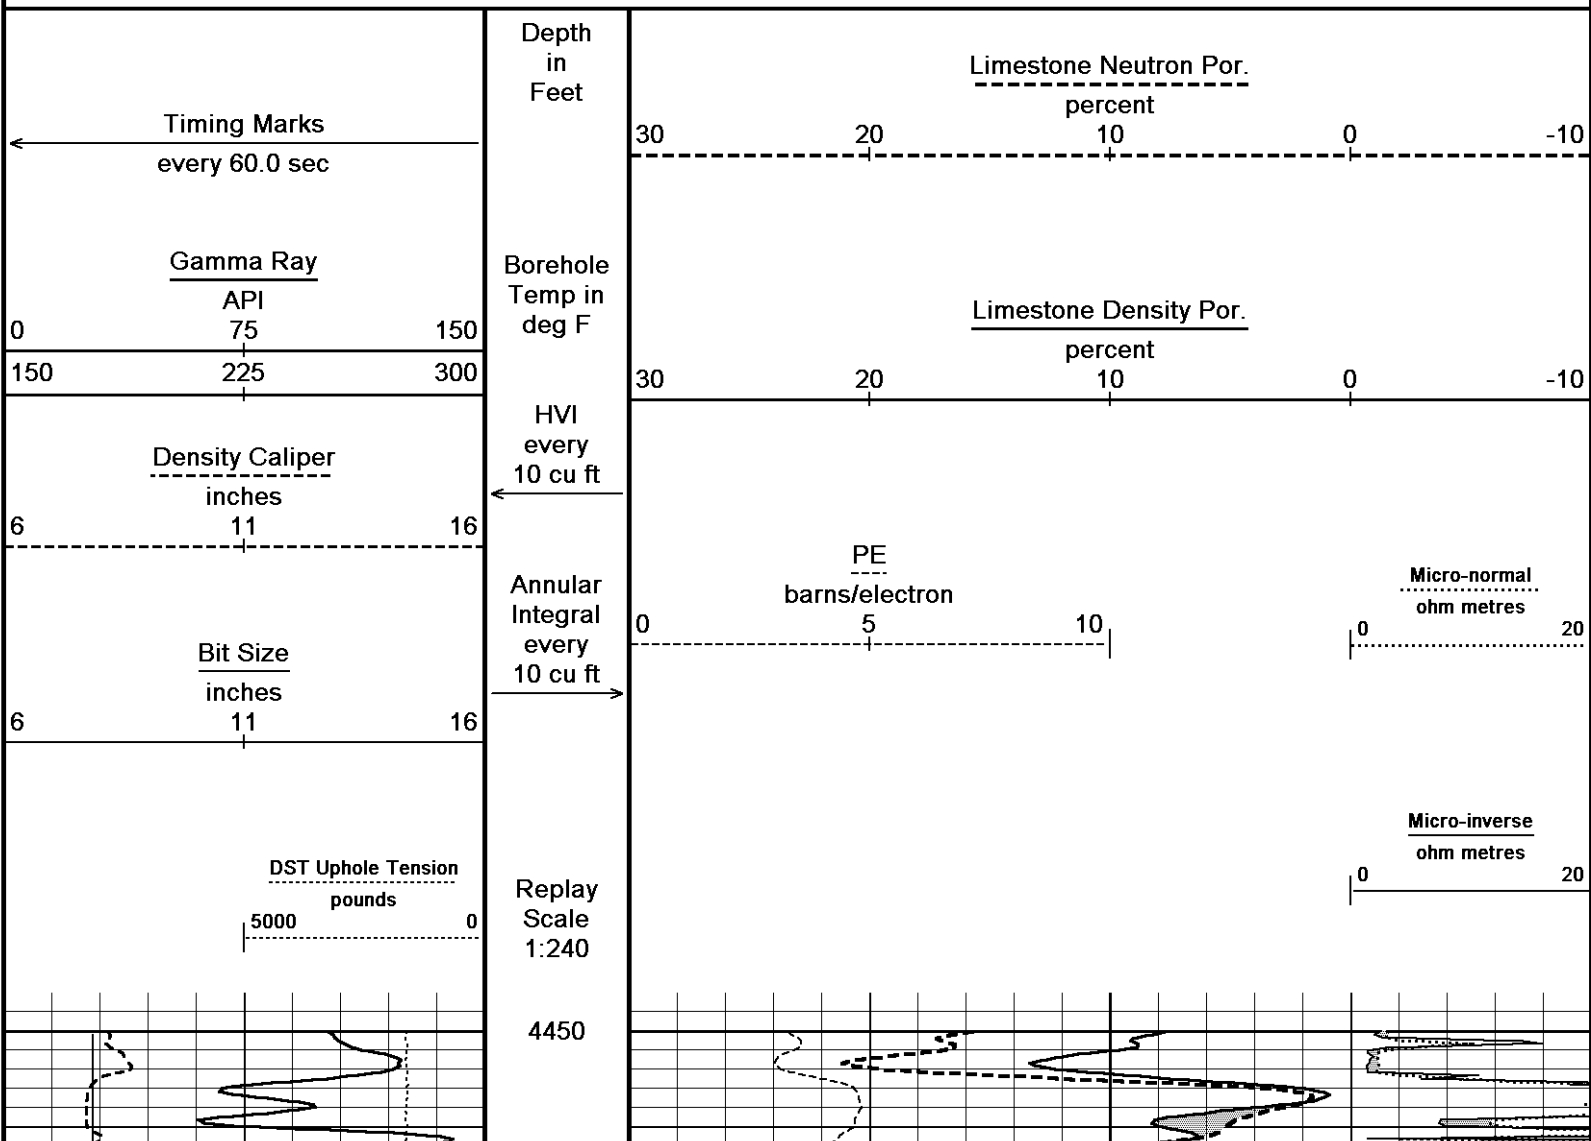 Timing Marks
every 60.0 sec
Gamma Ray
API
0 75 150
150 225 300
Density Caliper
inches
6 11 16
Bit Size
inches
6 11 16
DST Uphole Tension
pounds
5000 0
Depth
in
Feet
Borehole
Temp in
deg F
HVI
every
10 cu ft
Annular
Integral
every
10 cu ft
Replay
Scale
1:240
4450
Limestone Neutron Por.
percent
30 20 10 0 -10
Limestone Density Por.
percent
30 20 10 0 -10
PE
barns/electron
0 5 10
Micro-normal
ohm metres
0 20
Micro-inverse
ohm metres
0 20